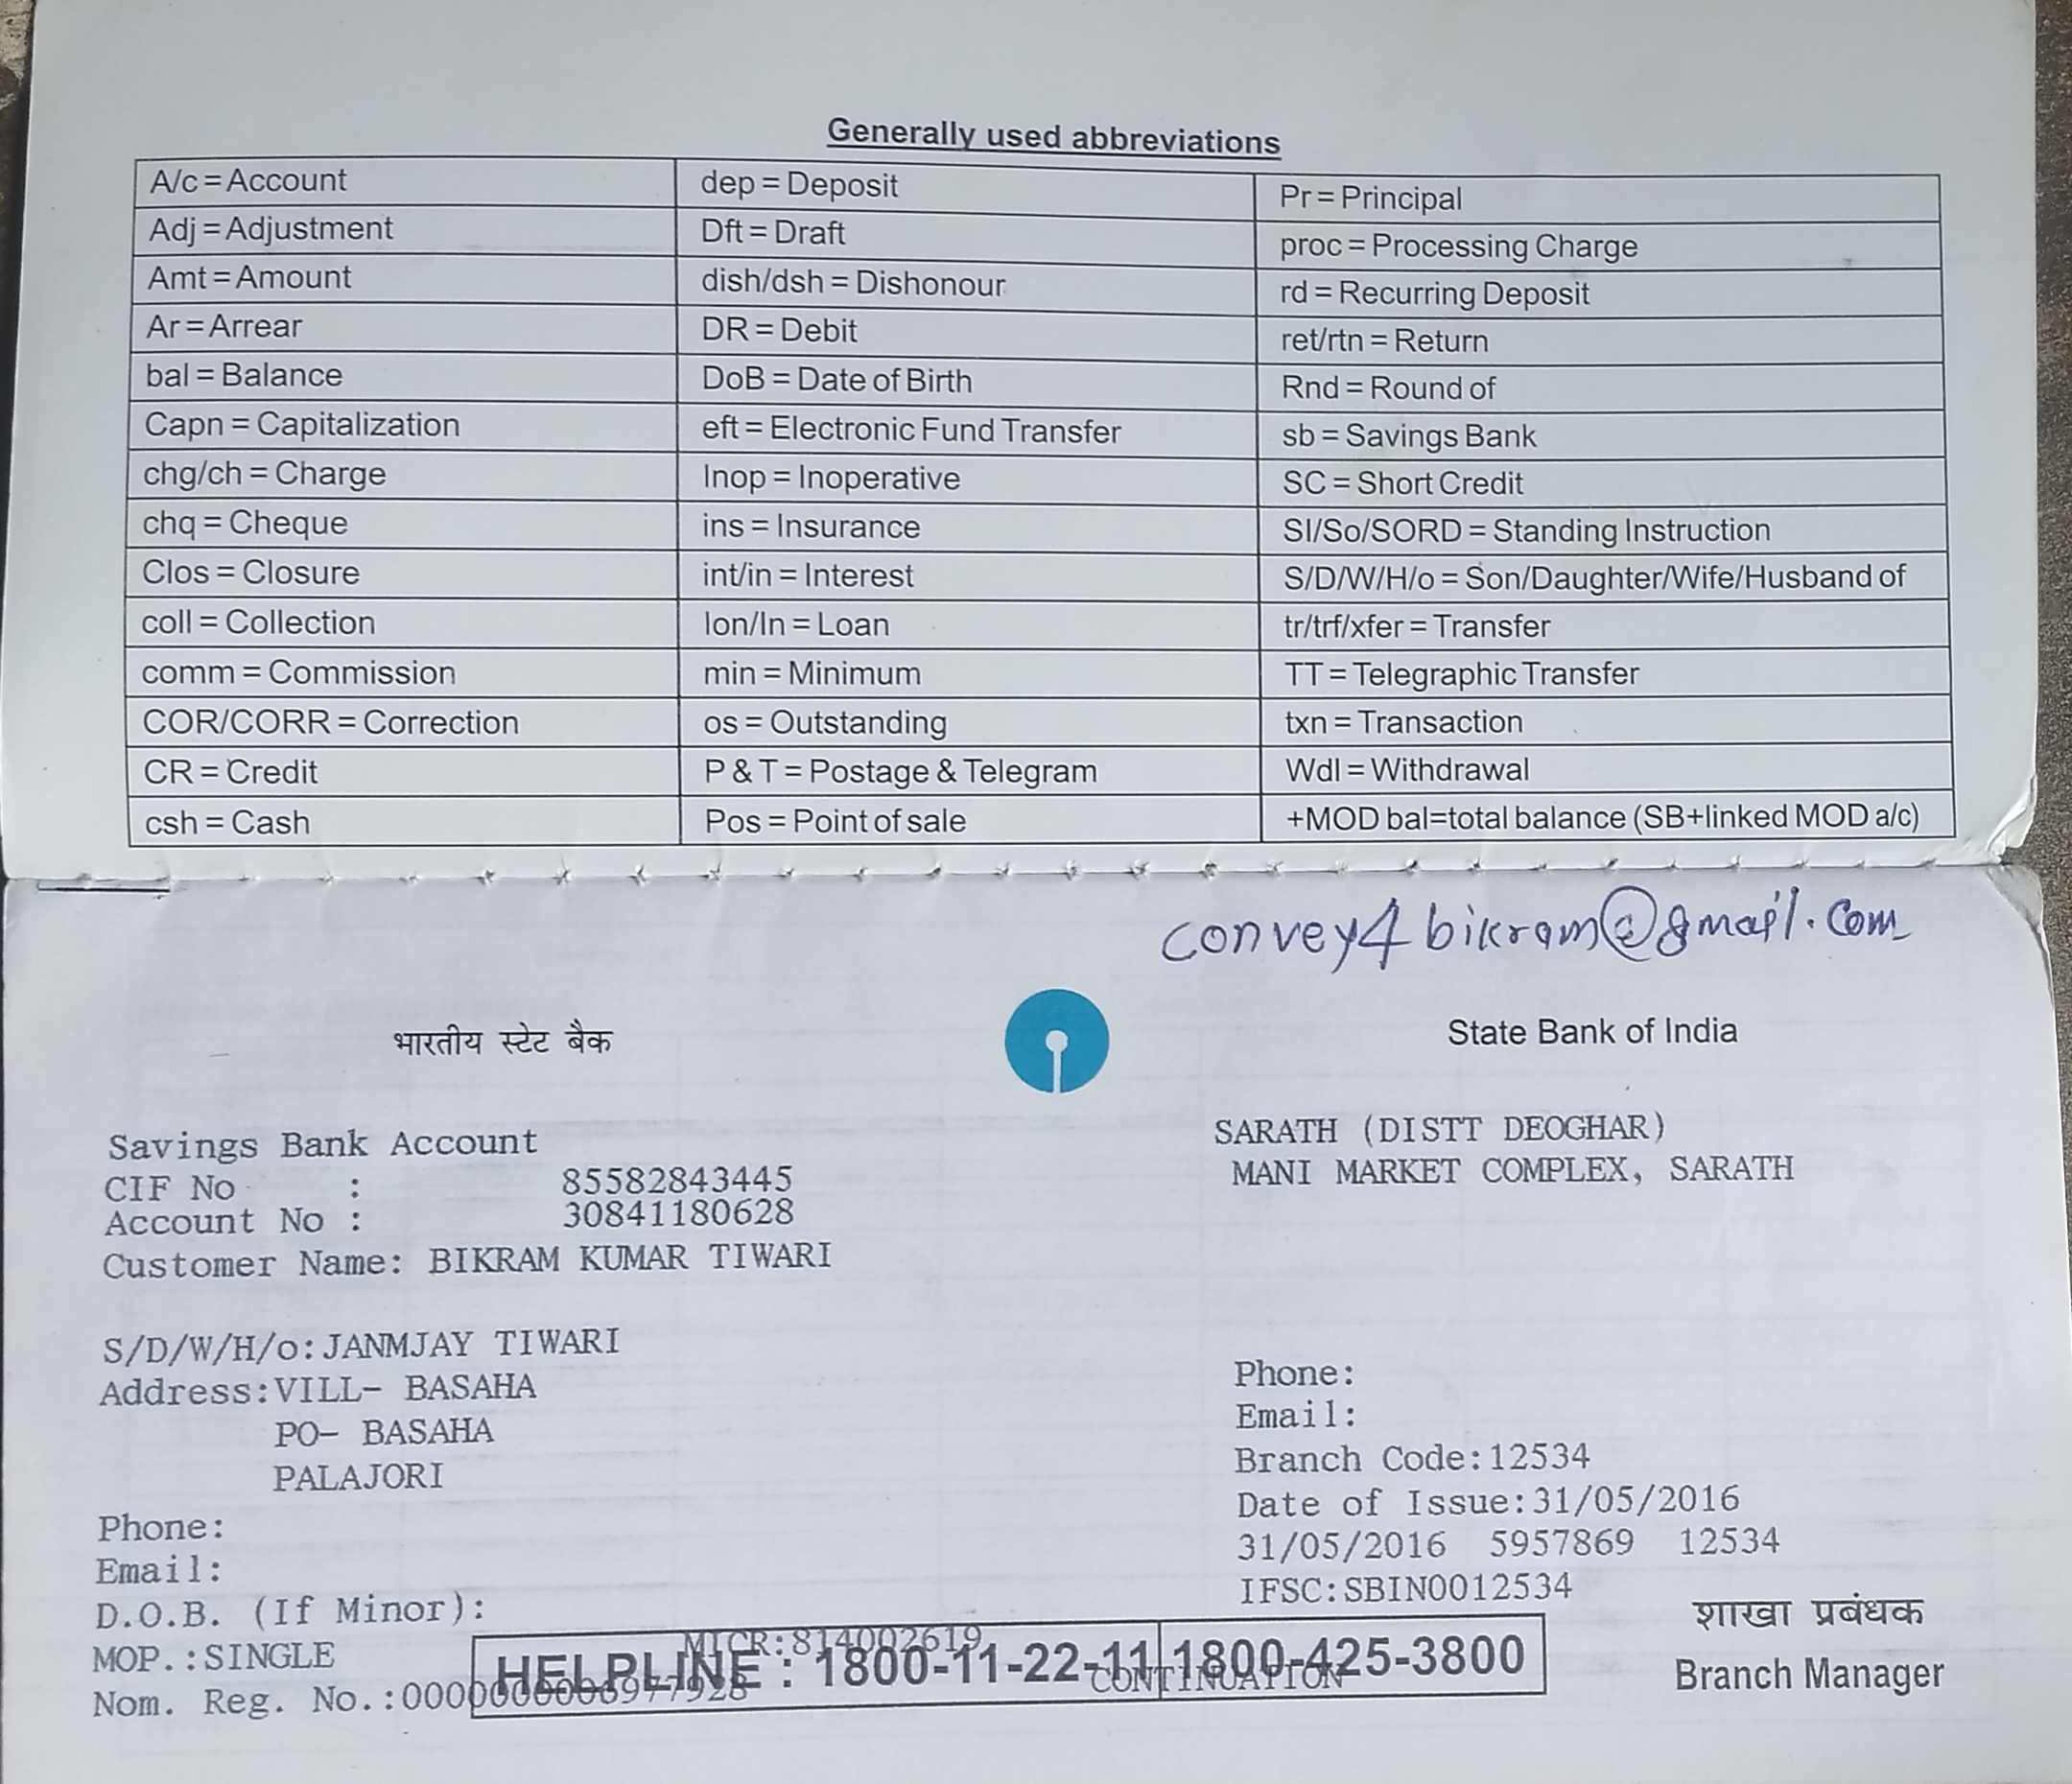 Generally used abbreviations
A/c = Account dep = Deposit Pr = Principal
Adj = Adjustment Dft = Draft proc = Processing Charge
Amt = Amount dish/dsh = Dishonour rd = Recurring Deposit
Ar = Arrear DR = Debit ret/rtn = Return
bal = Balance DoB = Date of Birth Rnd = Round of
Capn = Capitalization eft = Electronic Fund Transfer sb = Savings Bank
chg/ch = Charge Inop = Inoperative SC = Short Credit
chq = Cheque ins = Insurance SI/So/SORD = Standing Instruction
Clos = Closure int/in = Interest S/D/W/H/o = Son/Daughter/Wife/Husband of
coll = Collection lon/ln = Loan tr/trf/xfer = Transfer
comm = Commission min = Minimum TT = Telegraphic Transfer
COR/CORR = Correction os = Outstanding txn = Transaction
CR = Credit P & T = Postage & Telegram Wdl = Withdrawal
csh = Cash Pos = Point of sale +MOD bal=total balance (SB+linked MOD a/c)
convey4bikram@gmail.com
भारतीय स्टेट बैंक State Bank of India
Savings Bank Account SARATH (DISTT DEOGHAR)
CIF No : 85582843445 MANI MARKET COMPLEX, SARATH
Account No : 30841180628
Customer Name: BIKRAM KUMAR TIWARI
S/D/W/H/o:JANMJAY TIWARI
Address:VILL- BASAHA Phone:
PO- BASAHA Email:
PALAJORI Branch Code:12534
Phone: Date of Issue:31/05/2016
Email: 31/05/2016 5957869 12534
D.O.B. (If Minor): IFSC:SBIN0012534
शाखा प्रबंधक
MOP.:SINGLE MICR:814002619
HELPLINE : 1800-11-22-11 1800-425-3800
Branch Manager
Nom. Reg. No.: CONTINUATION